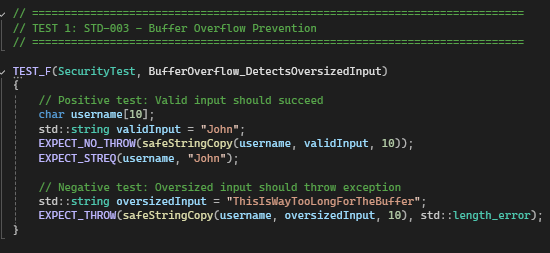 // ===========================================================================
// TEST 1: STD-003 - Buffer Overflow Prevention
// ===========================================================================
TEST_F(SecurityTest, BufferOverflow_DetectsOversizedInput)
{
// Positive test: Valid input should succeed
char username[10];
std::string validInput = "John";
EXPECT_NO_THROW(safeStringCopy(username, validInput, 10));
EXPECT_STREQ(username, "John");
// Negative test: Oversized input should throw exception
std::string oversizedInput = "ThisIsWayTooLongForTheBuffer";
EXPECT_THROW(safeStringCopy(username, oversizedInput, 10), std::length_error);
}